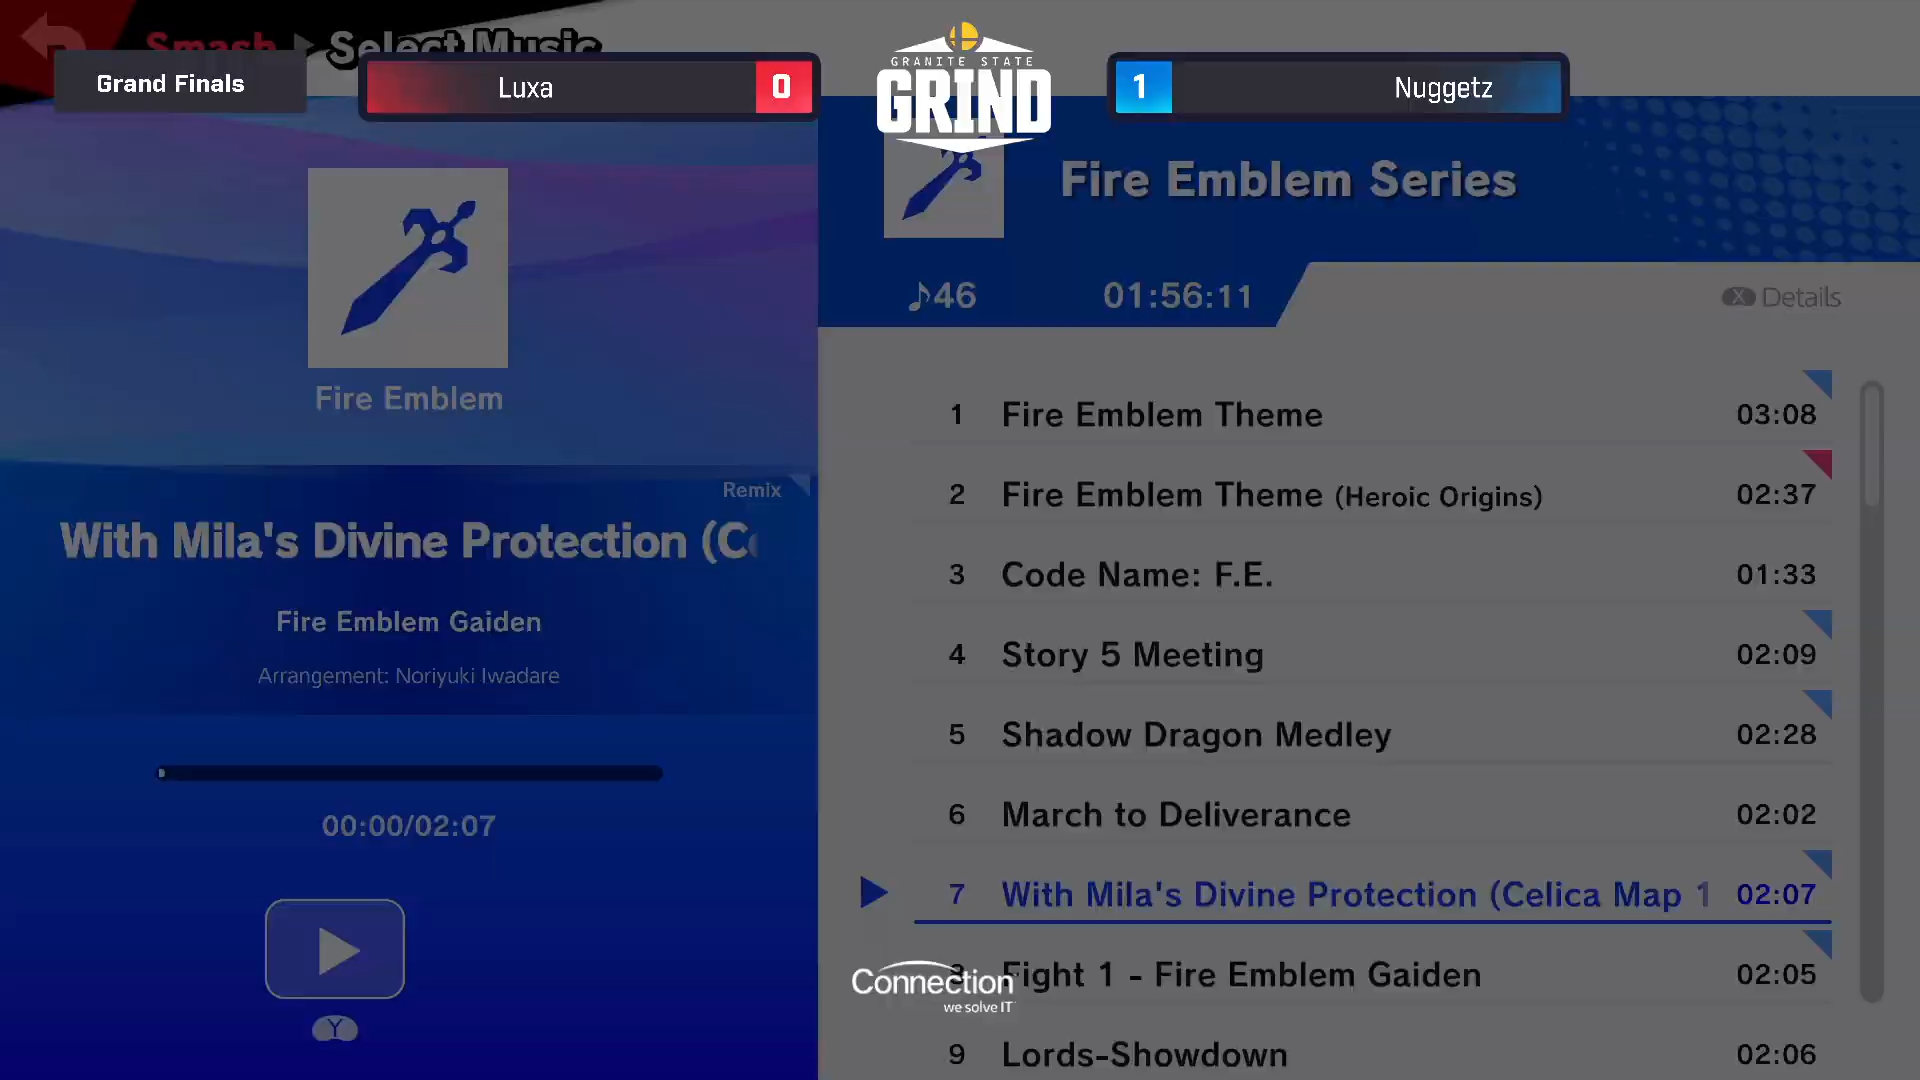 Smash Select Music
Grand Finals
Luxa
0
GRANITE STATE
GRIND
1
Nuggetz
Fire Emblem Series
♪46
01:56:11
X Details
Fire Emblem
Remix
With Mila's Divine Protection (C
Fire Emblem Gaiden
Arrangement: Noriyuki Iwadare
00:00/02:07
Y
1 Fire Emblem Theme 03:08
2 Fire Emblem Theme (Heroic Origins) 02:37
3 Code Name: F.E. 01:33
4 Story 5 Meeting 02:09
5 Shadow Dragon Medley 02:28
6 March to Deliverance 02:02
7 With Mila's Divine Protection (Celica Map 1 02:07
8 Fight 1 - Fire Emblem Gaiden 02:05
9 Lords-Showdown 02:06
Connection
we solve IT